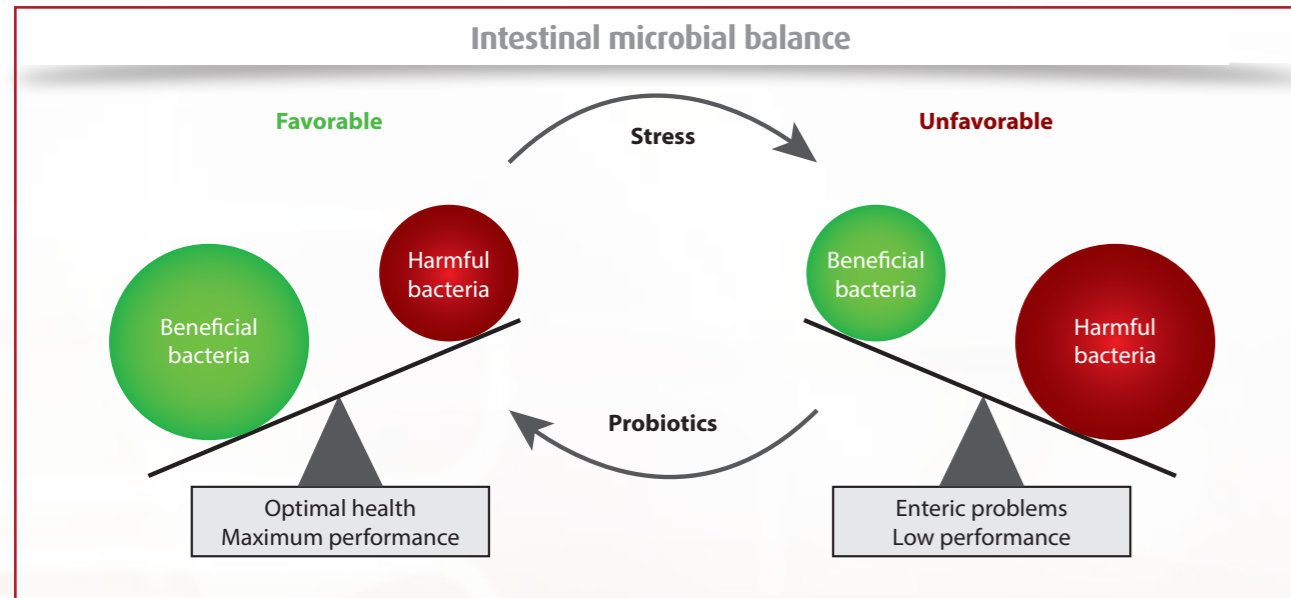 Intestinal microbial balance
Favorable
Stress
Unfavorable
Beneficial
bacteria
Harmful
bacteria
Beneficial
bacteria
Harmful
bacteria
Probiotics
Optimal health
Maximum performance
Enteric problems
Low performance